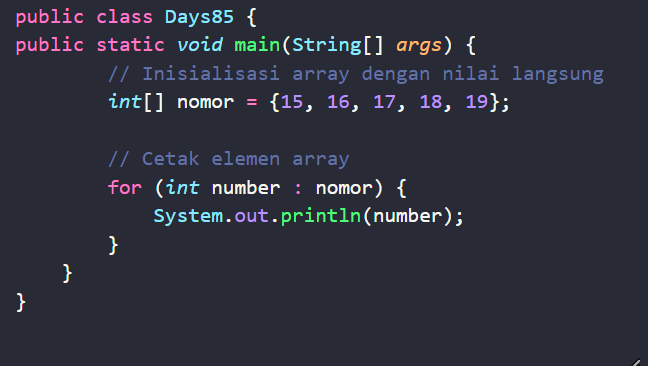 public class Days85 {
public static void main(String[] args) {
// Inisialisasi array dengan nilai langsung
int[] nomor = {15, 16, 17, 18, 19};
// Cetak elemen array
for (int number : nomor) {
System.out.println(number);
}
}
}